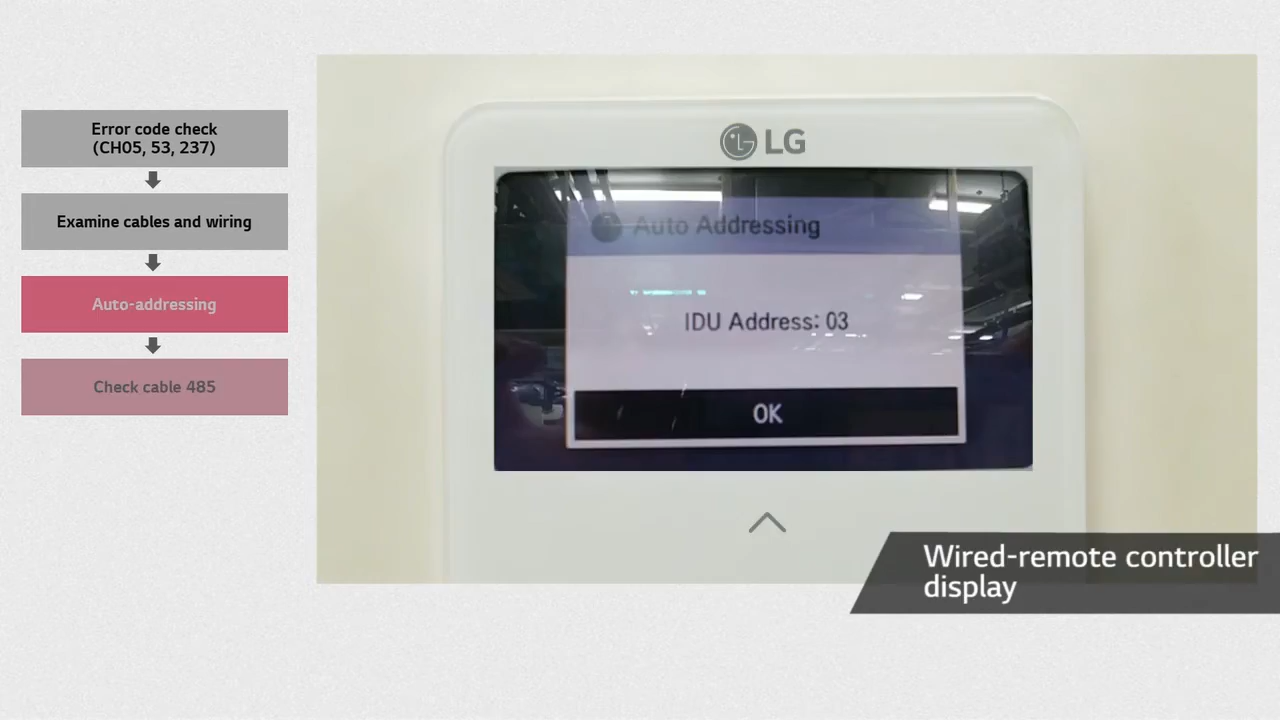 Error code check
(CH05, 53, 237)
Examine cables and wiring
Auto-addressing
Check cable 485
LG
Auto Addressing
IDU Address: 03
OK
Wired-remote controller
display